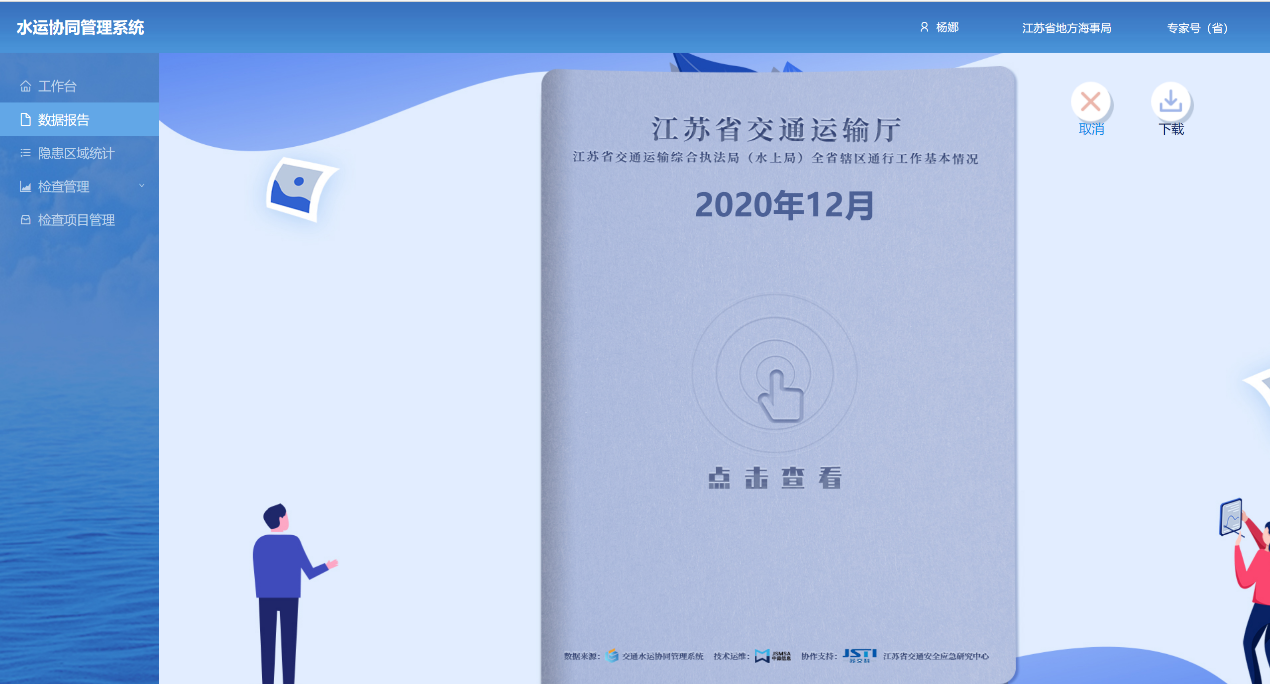 水运协同管理系统
杨娜
江苏省地方海事局
专家号（省）
工作台
数据报告
隐患区域统计
检查管理
检查项目管理
取消
下载
江苏省交通运输厅
江苏省交通运输综合执法局（水上局）全省辖区通行工作基本情况
2020年12月
点击查看
数据来源： 交通水运协同管理系统 技术运维： JSMSA 协作支持： JSTI 江苏省交通安全应急研究中心